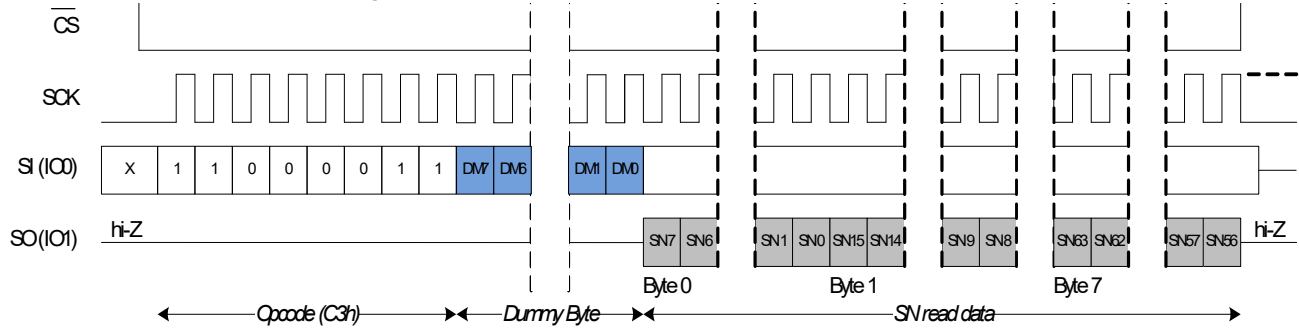 CS
SCK
SI (IO0) X 1 1 0 0 0 0 1 1 DM7 DM6 DM1 DM0
SO (IO1) hi-Z SN7 SN6 SN1 SN0 SN15 SN14 SN9 SN8 SN63 SN62 SN57 SN56 hi-Z
Byte 0 Byte 1 Byte 7
Opcode (C3h) Dummy Byte SN read data